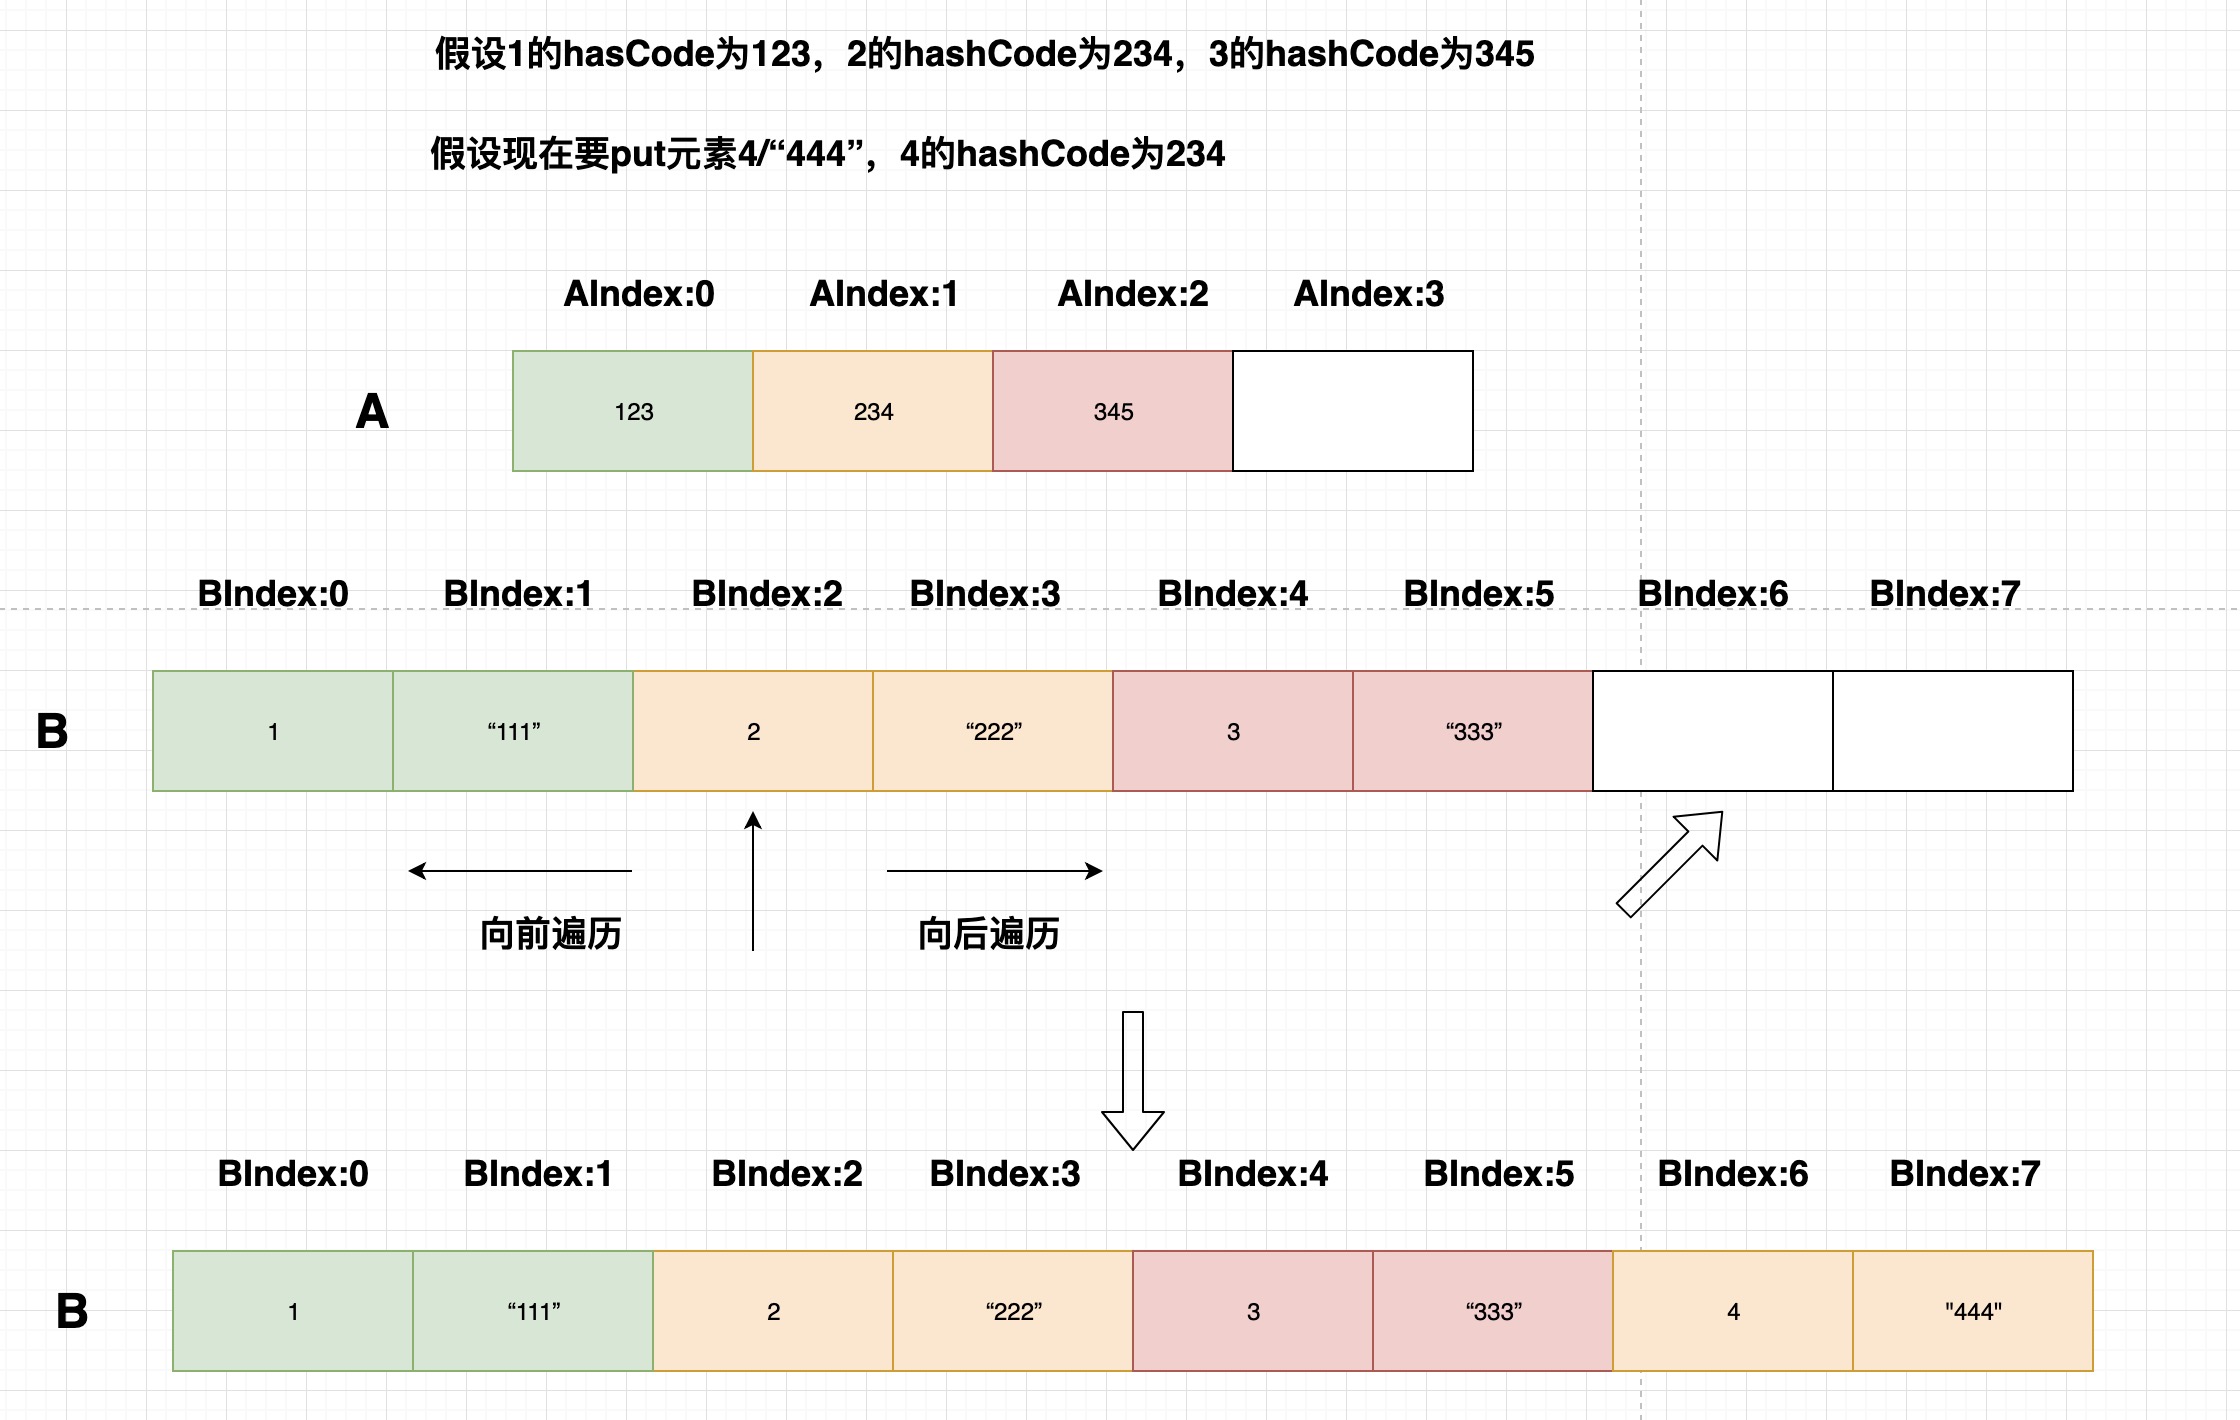 假设1的hasCode为123，2的hashCode为234，3的hashCode为345
假设现在要put元素4/“444”，4的hashCode为234
AIndex:0 AIndex:1 AIndex:2 AIndex:3
A 123 234 345
BIndex:0 BIndex:1 BIndex:2 BIndex:3 BIndex:4 BIndex:5 BIndex:6 BIndex:7
B 1 “111” 2 “222” 3 “333”
向前遍历 向后遍历
BIndex:0 BIndex:1 BIndex:2 BIndex:3 BIndex:4 BIndex:5 BIndex:6 BIndex:7
B 1 “111” 2 “222” 3 “333” 4 "444"